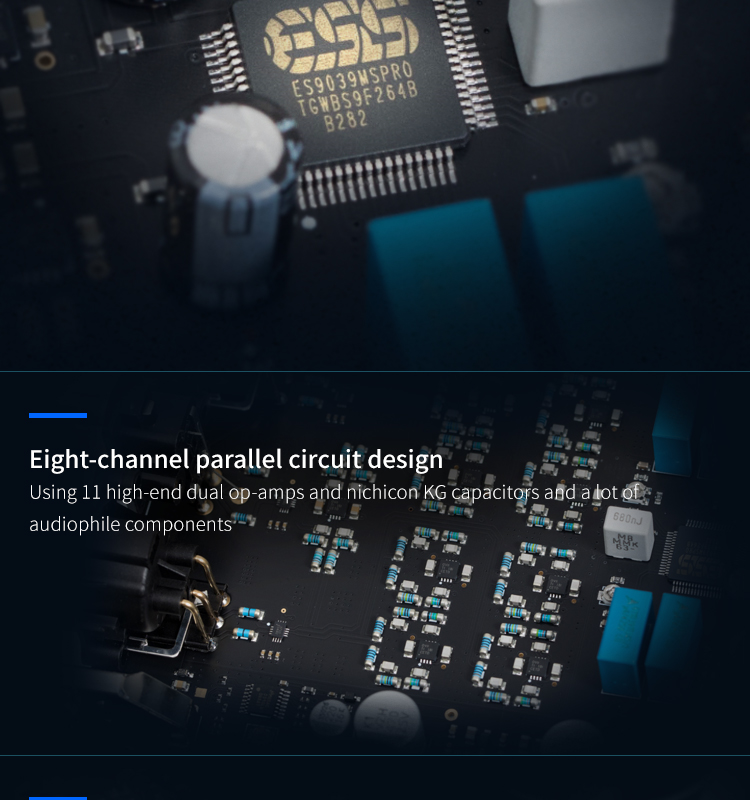 ESS
ES9039MSPRO
TGWBS9F264B
B282
Eight-channel parallel circuit design
Using 11 high-end dual op-amps and nichicon KG capacitors and a lot of
audiophile components
680nJ